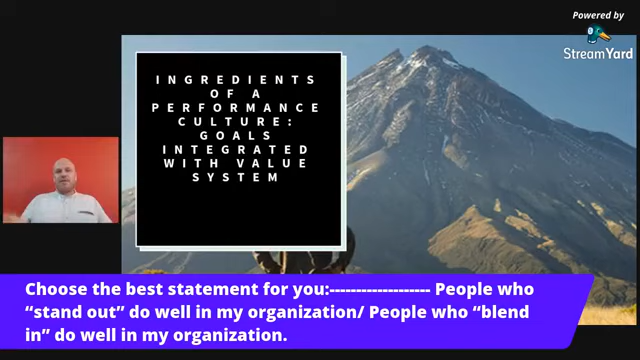 Powered by
StreamYard
INGREDIENTS
OF A
PERFORMANCE
CULTURE:
GOALS
INTEGRATED
WITH VALUE
SYSTEM
Choose the best statement for you:------------------- People who
“stand out” do well in my organization/ People who “blend
in” do well in my organization.